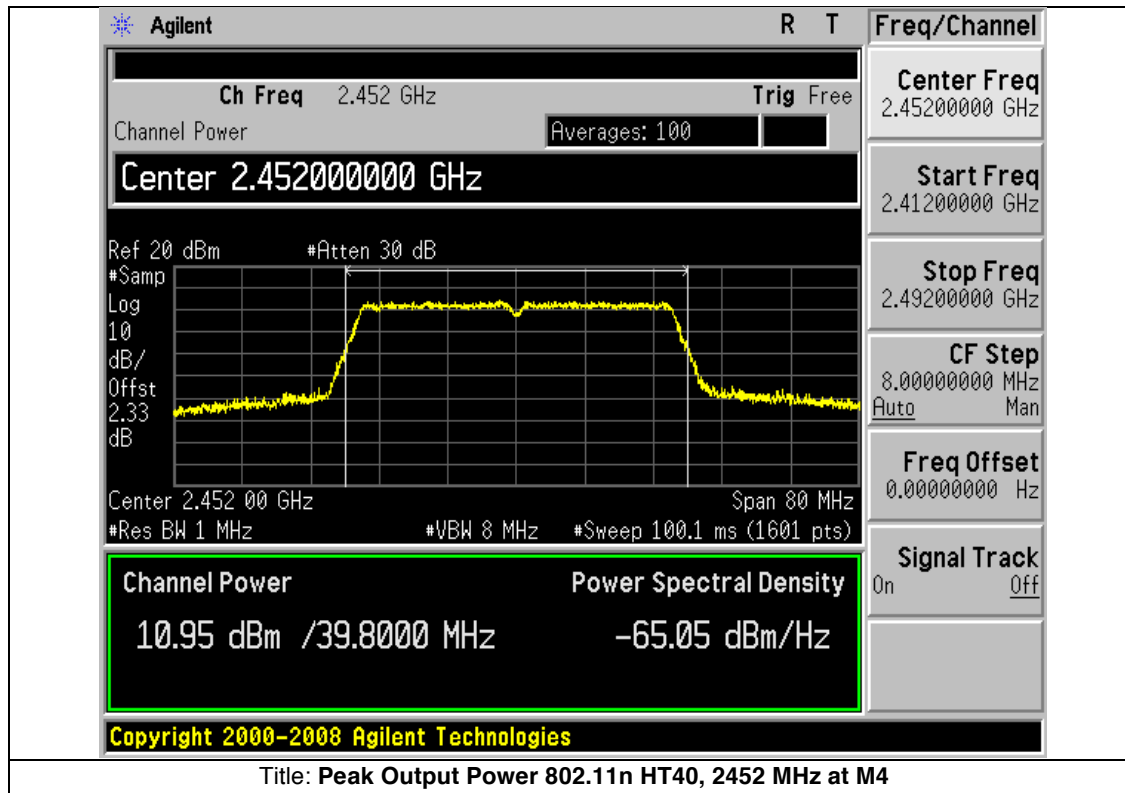 Agilent R T
Freq/Channel
Ch Freq 2.452 GHz Trig Free
Channel Power Averages: 100
Center 2.452000000 GHz
Ref 20 dBm #Atten 30 dB
#Samp
Log
10
dB/
Offst
2.33
dB
Center 2.452 00 GHz Span 80 MHz
#Res BW 1 MHz #VBW 8 MHz #Sweep 100.1 ms (1601 pts)
Channel Power Power Spectral Density
10.95 dBm /39.8000 MHz -65.05 dBm/Hz
Copyright 2000-2008 Agilent Technologies
Center Freq
2.45200000 GHz
Start Freq
2.41200000 GHz
Stop Freq
2.49200000 GHz
CF Step
8.00000000 MHz
Auto Man
Freq Offset
0.00000000 Hz
Signal Track
On Off
Title: Peak Output Power 802.11n HT40, 2452 MHz at M4